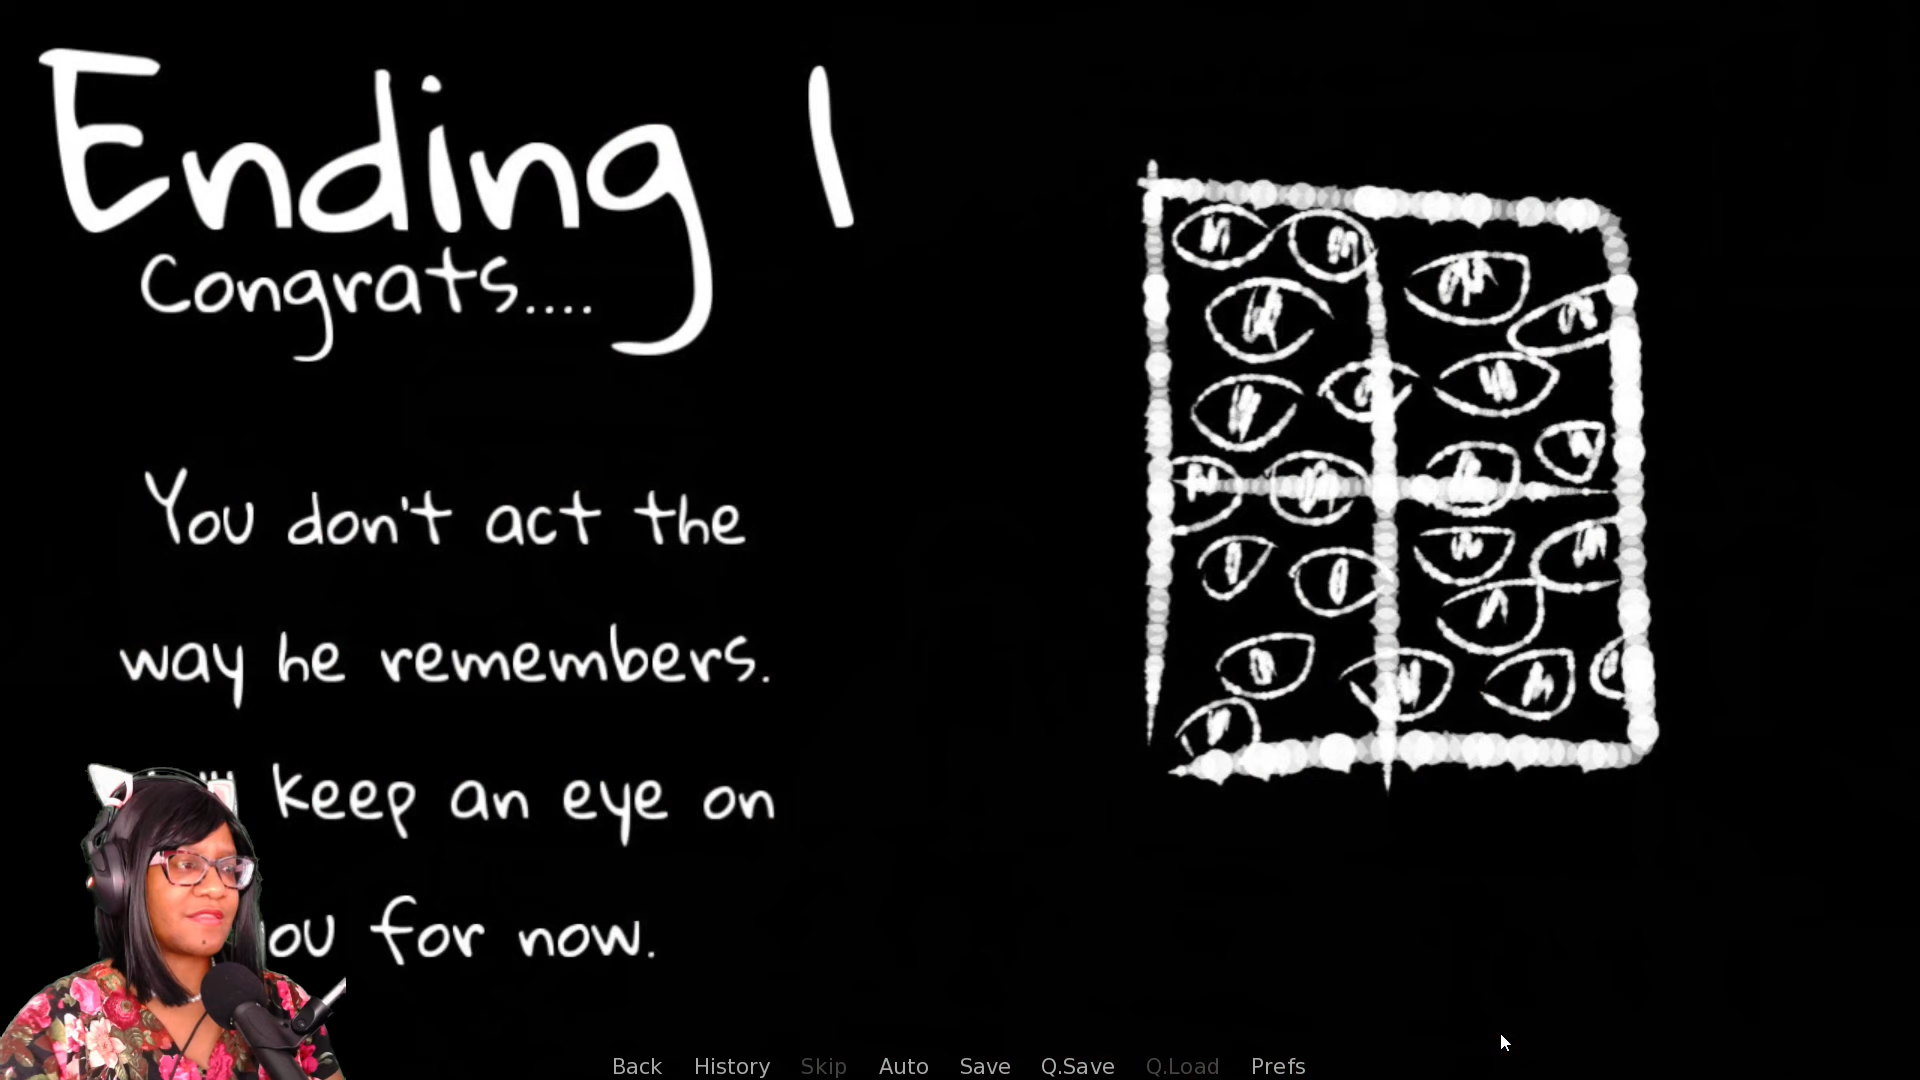 Ending 1
Congrats....
You don't act the
way he remembers.
keep an eye on
for now.
Back History Skip Auto Save Q.Save Q.Load Prefs